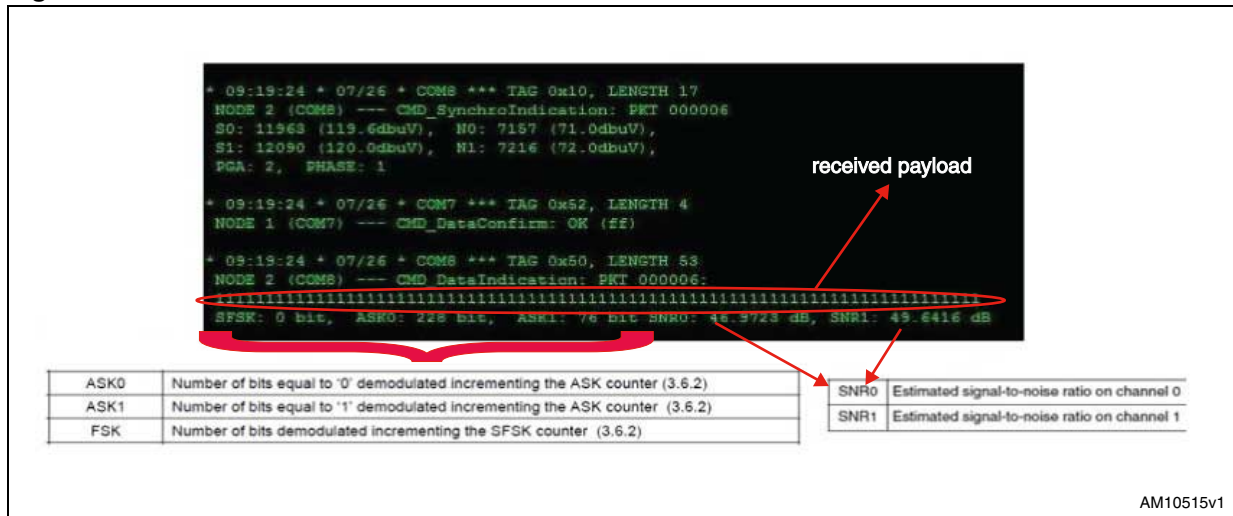 * 09:19:24 * 07/26 * COM8 *** TAG 0x10, LENGTH 17
NODE 2 (COM8) --- CMD_SynchroIndication: PKT 000006
S0: 11963 (119.6dbuV), N0: 7157 (71.0dbuV),
S1: 12090 (120.0dbuV), N1: 7216 (72.0dbuV),
PGA: 2, PHASE: 1
received payload
* 09:19:24 * 07/26 * COM7 *** TAG 0x52, LENGTH 4
NODE 1 (COM7) --- CMD_DataConfirm: OK (ff)
* 09:19:24 * 07/26 * COM8 *** TAG 0x50, LENGTH 53
NODE 2 (COM8) --- CMD_DataIndication: PKT 000006:
SFSK: 0 bit, ASK0: 228 bit, ASK1: 76 bit SNR0: 46.9723 dB, SNR1: 49.6416 dB
ASK0 Number of bits equal to '0' demodulated incrementing the ASK counter (3.6.2)
ASK1 Number of bits equal to '1' demodulated incrementing the ASK counter (3.6.2)
FSK Number of bits demodulated incrementing the SFSK counter (3.6.2)
SNR0 Estimated signal-to-noise ratio on channel 0
SNR1 Estimated signal-to-noise ratio on channel 1
AM10515v1